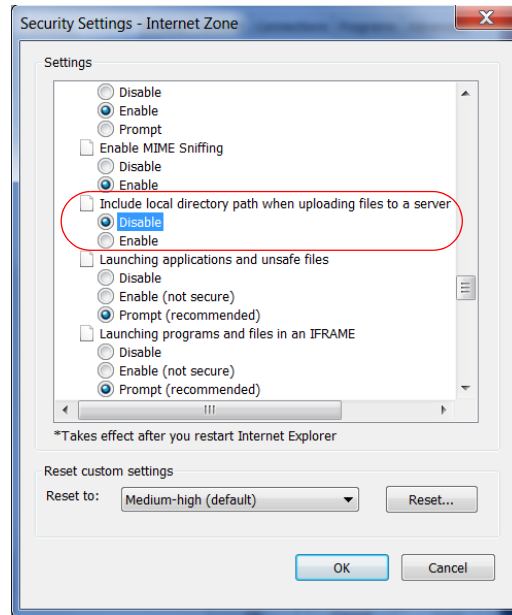 Security Settings - Internet Zone
Settings
Disable
Enable
Prompt
Enable MIME Sniffing
Disable
Enable
Include local directory path when uploading files to a server
Disable
Enable
Launching applications and unsafe files
Disable
Enable (not secure)
Prompt (recommended)
Launching programs and files in an IFRAME
Disable
Enable (not secure)
Prompt (recommended)
*Takes effect after you restart Internet Explorer
Reset custom settings
Reset to: Medium-high (default) Reset...
OK Cancel